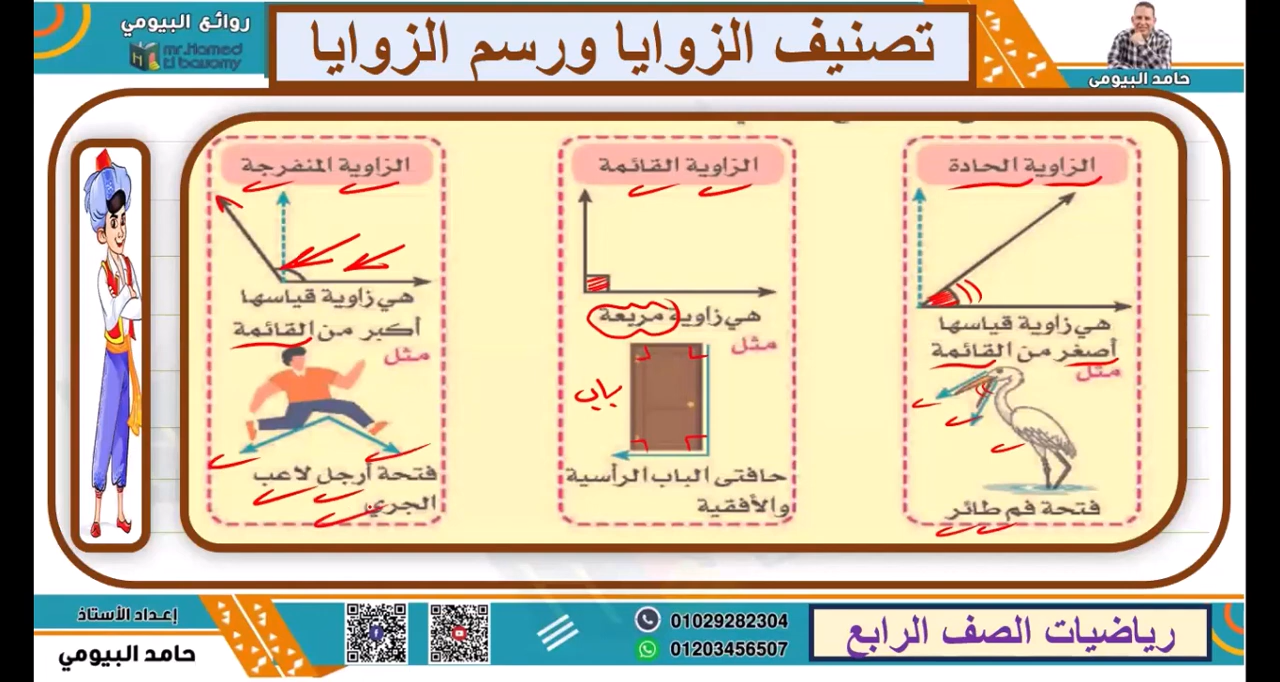 روائع البيومي
mr.Hamed
El bauomy
تصنيف الزوايا ورسم الزوايا
حامد البيومى
الزاوية الحادة
هي زاوية قياسها
أصغر من القائمة
مثل
فتحة فم طائر
الزاوية القائمة
هي زاوية مربعة
مثل
باب
حافتى الباب الرأسية
والأفقية
الزاوية المنفرجة
هي زاوية قياسها
أكبر من القائمة
مثل
فتحة أرجل لاعب
الجري
رياضيات الصف الرابع
01029282304
01203456507
إعداد الأستاذ
حامد البيومي